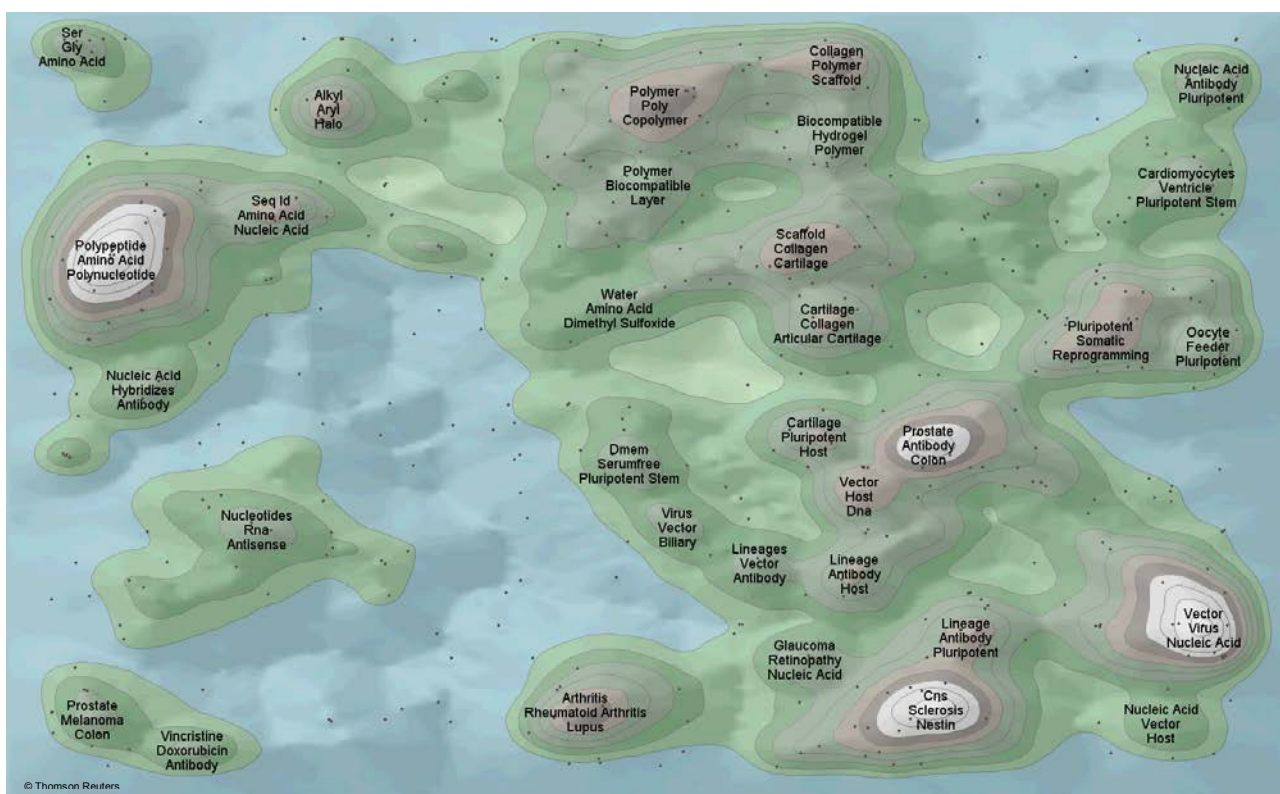 Ser
Gly
Amino Acid
Alkyl
Aryl
Halo
Polymer
Poly
Copolymer
Collagen
Polymer
Scaffold
Nucleic Acid
Antibody
Pluripotent
Biocompatible
Hydrogel
Polymer
Polymer
Biocompatible
Layer
Cardiomyocytes
Ventricle
Pluripotent Stem
Seq Id
Amino Acid
Nucleic Acid
Polypeptide
Amino Acid
Polynucleotide
Scaffold
Collagen
Cartilage
Water
Amino Acid
Dimethyl Sulfoxide
Cartilage
Collagen
Articular Cartilage
Pluripotent
Somatic
Reprogramming
Oocyte
Feeder
Pluripotent
Nucleic Acid
Hybridizes
Antibody
Cartilage
Pluripotent
Host
Prostate
Antibody
Colon
Dmem
Serumfree
Pluripotent Stem
Vector
Host
Dna
Nucleotides
Rna
Antisense
Virus
Vector
Biliary
Lineages
Vector
Antibody
Lineage
Antibody
Host
Vector
Virus
Nucleic Acid
Lineage
Antibody
Pluripotent
Glaucoma
Retinopathy
Nucleic Acid
Arthritis
Rheumatoid Arthritis
Lupus
Cns
Sclerosis
Nestin
Nucleic Acid
Vector
Host
Prostate
Melanoma
Colon
Vincristine
Doxorubicin
Antibody
© Thomson Reuters